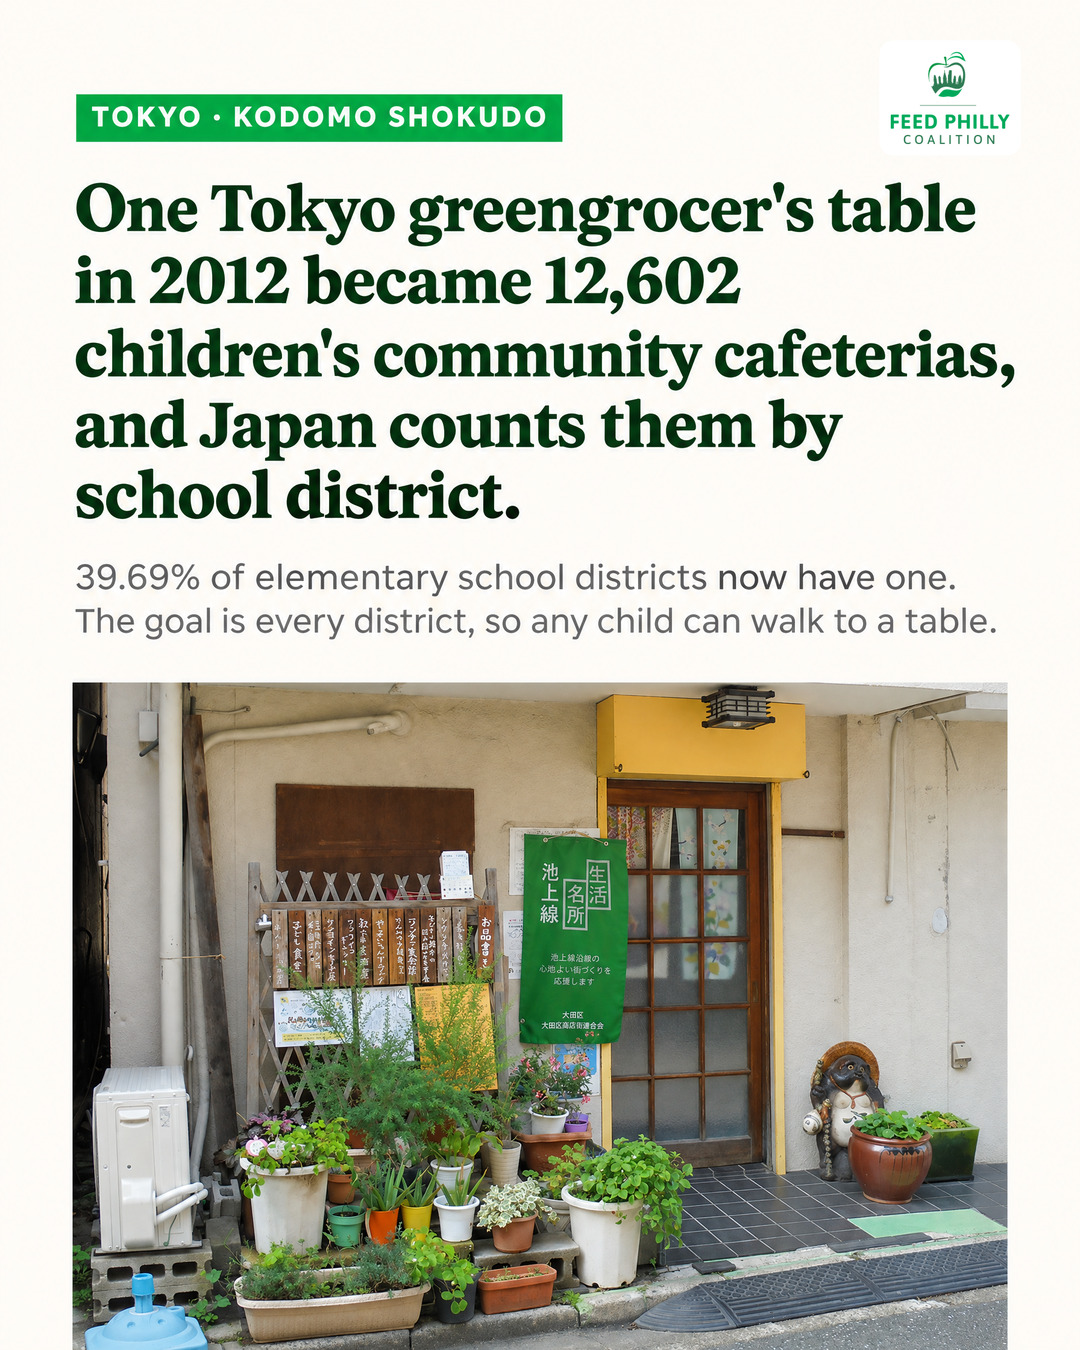 TOKYO · KODOMO SHOKUDO
FEED PHILLY
COALITION
One Tokyo greengrocer's table
in 2012 became 12,602
children's community cafeterias,
and Japan counts them by
school district.
39.69% of elementary school districts now have one.
The goal is every district, so any child can walk to a table.
お品書き
子ども食堂
池上線
生活
名所
池上線沿線の
心地よい街づくりを
応援します
大田区
大田区商店街連合会